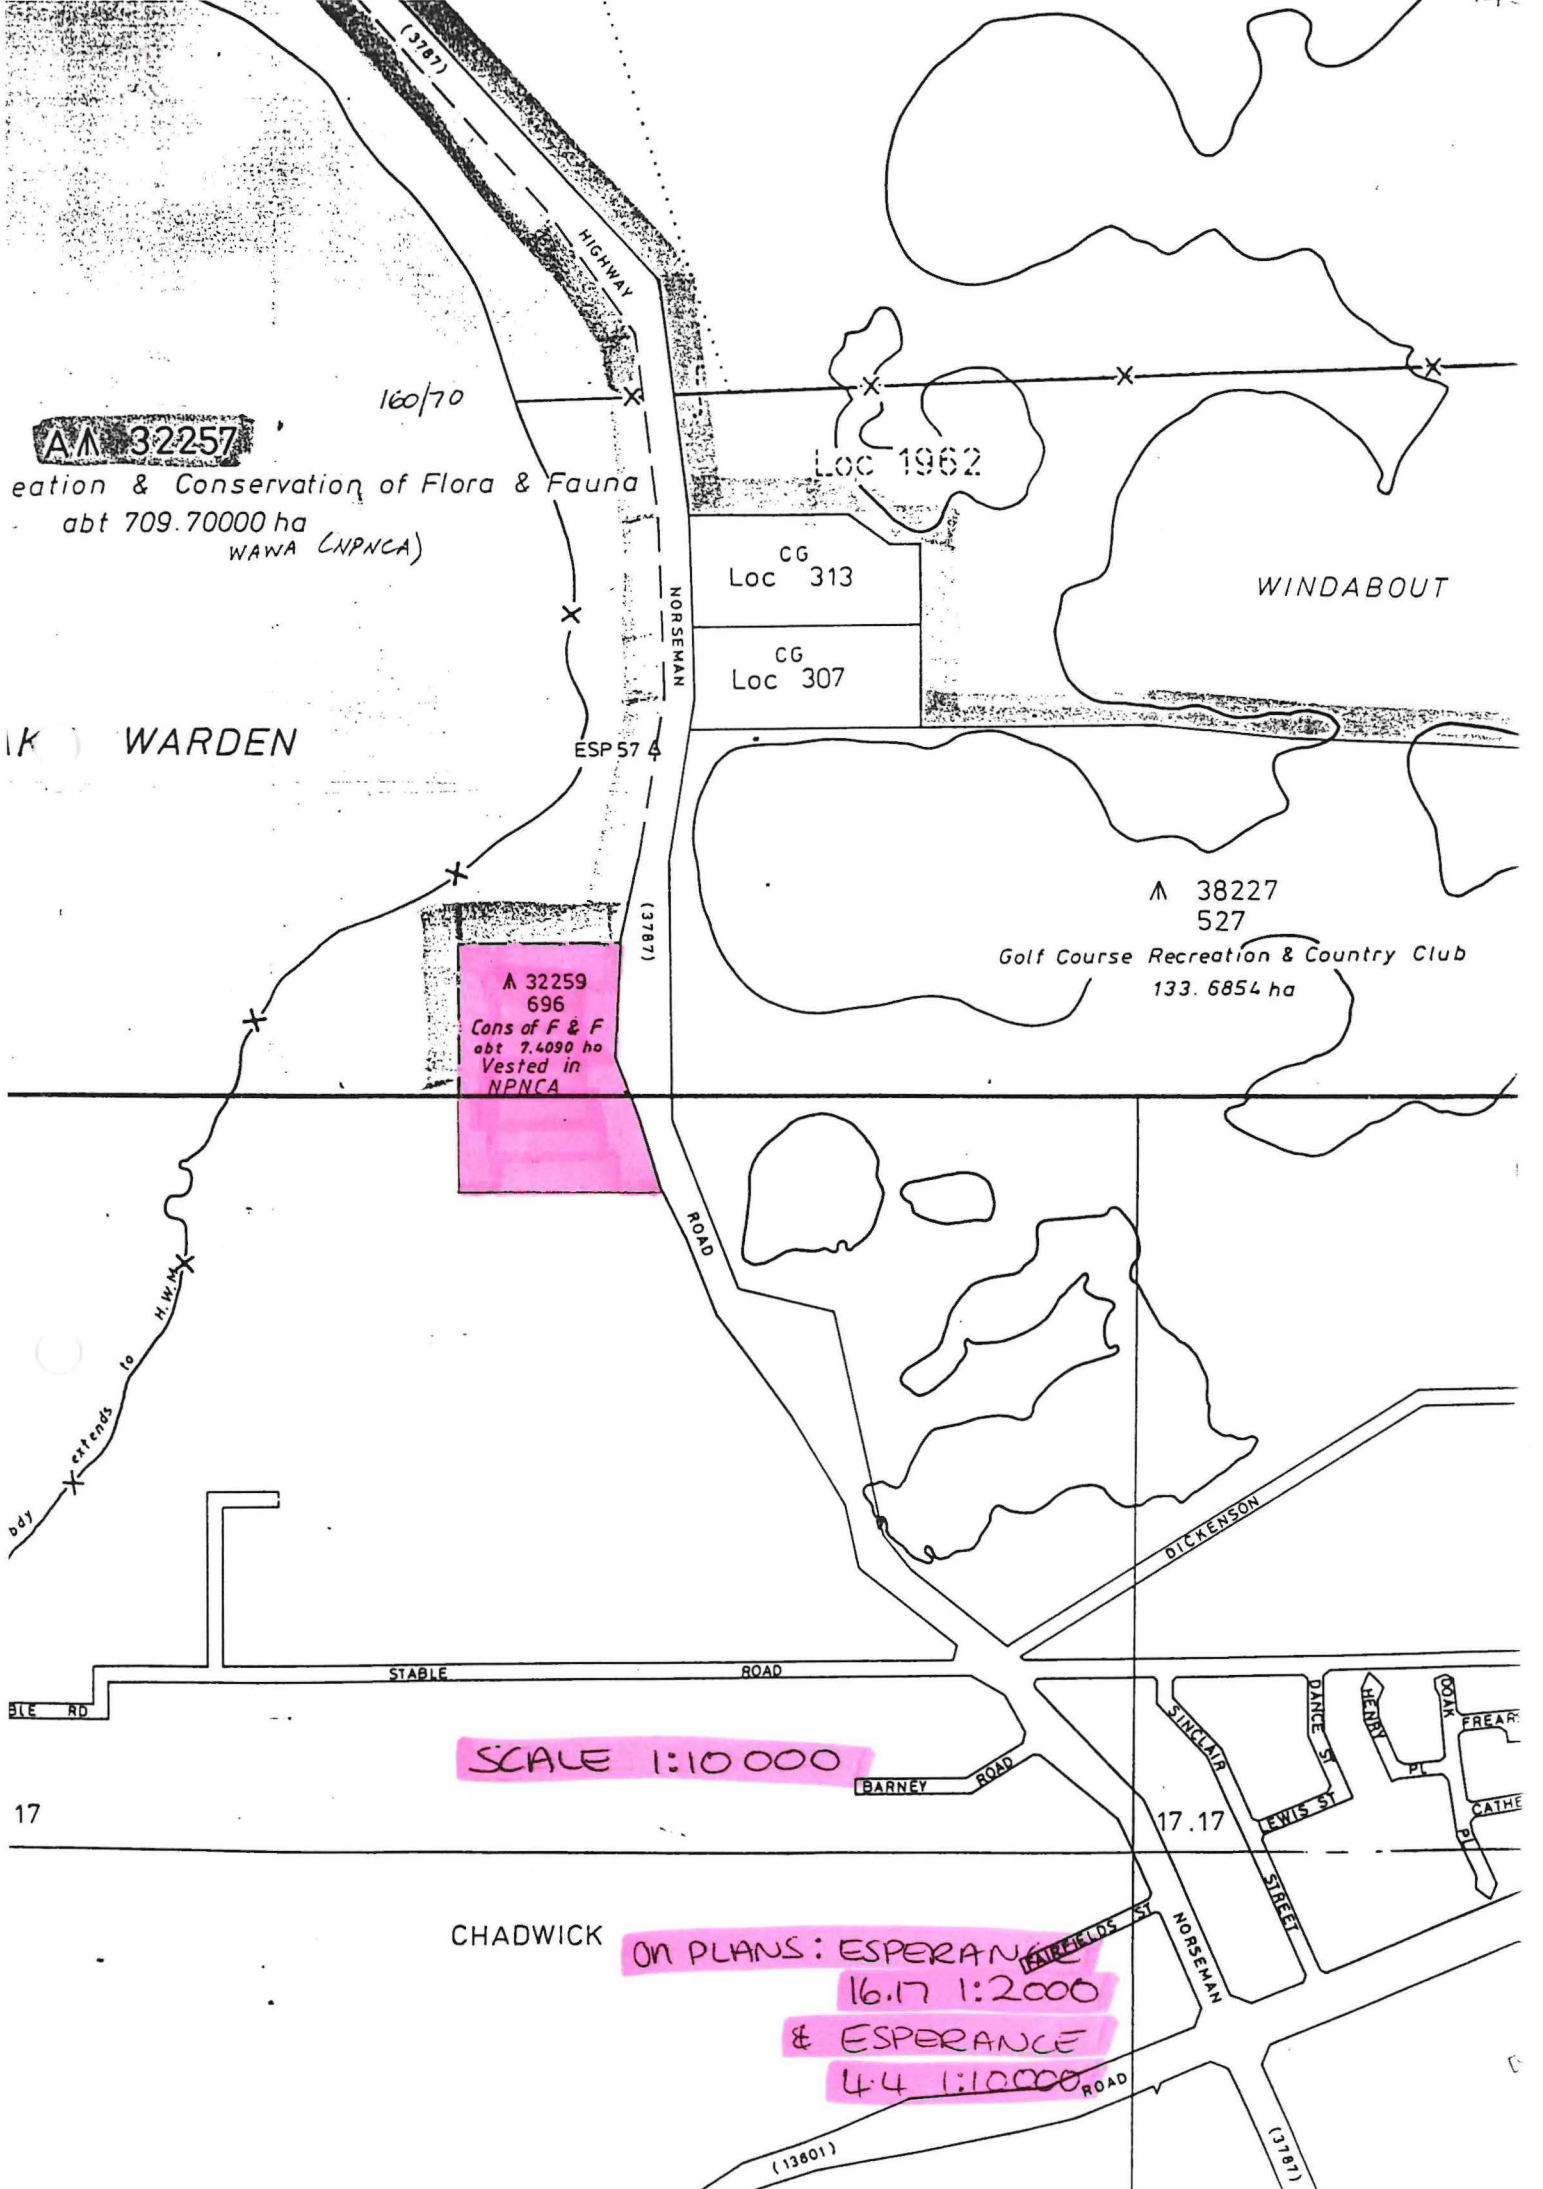 (3787)
HIGHWAY
160/70
A 32257
eation & Conservation of Flora & Fauna
abt 709.70000 ha
WAWA (NPNCA)
Loc 1962
CG
Loc 313
NORSEMAN
CG
Loc 307
WINDABOUT
WARDEN
ESP 57
(3787)
38227
527
Golf Course Recreation & Country Club
133.6854 ha
32259
696
Cons of F & F
abt 7.4090 ha
Vested in
NPNCA
ROAD
bdy extends to H.W.M
DICKENSON
STABLE ROAD
BLE RD
SINCLAIR
DANCE ST
HENRY
PL
DOAK
FREAR
SCALE 1:10 000
BARNEY ROAD
17
17.17
LEWIS ST
CATHE
PL
STREET
CHADWICK
ON PLANS: ESPERANCE
FAIRFIELDS ST
NORSEMAN
16.17 1:2000
& ESPERANCE
4.4 1:10000
ROAD
(13601)
(3787)